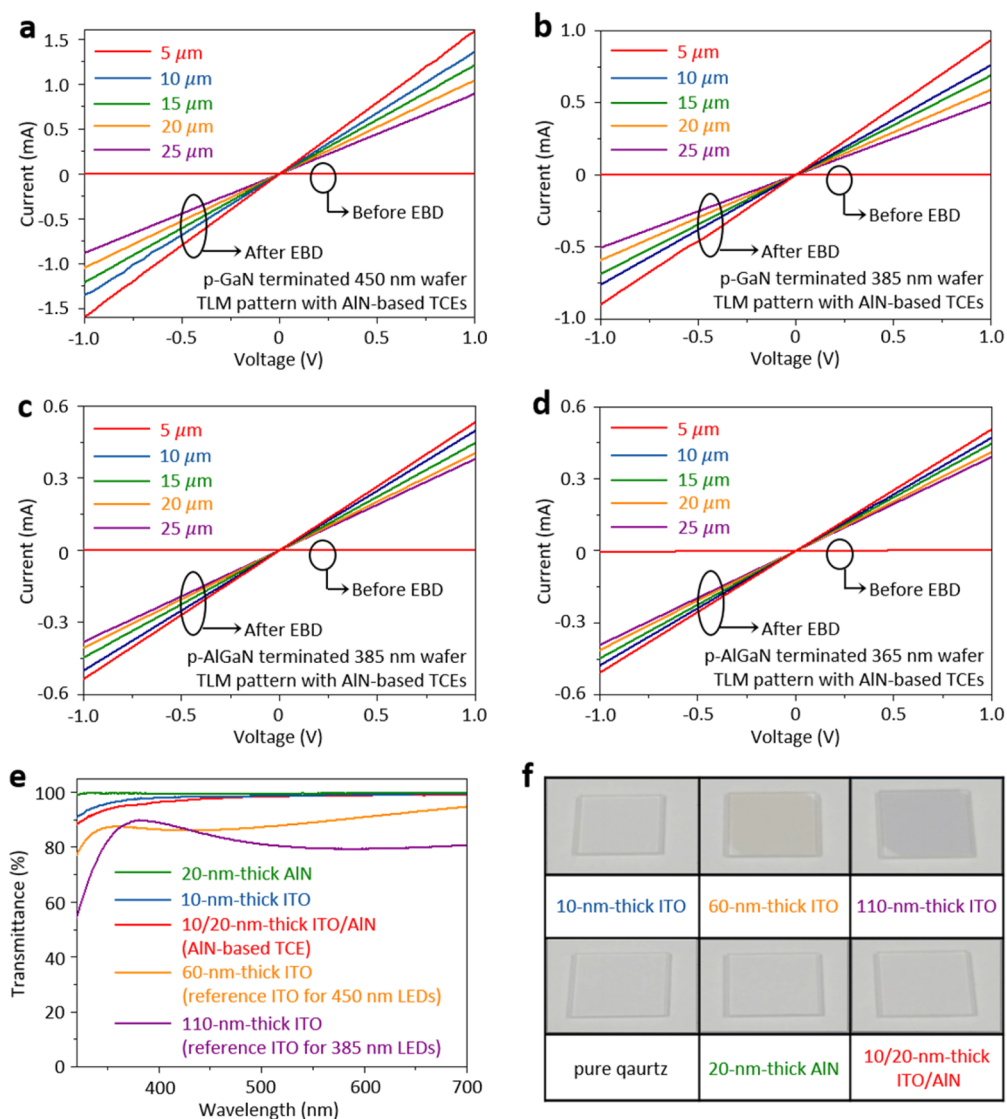 a
1.5
1.0
0.5
0
-0.5
-1.0
-1.5
Current (mA)
5 μm
10 μm
15 μm
20 μm
25 μm
Before EBD
After EBD
p-GaN terminated 450 nm wafer
TLM pattern with AlN-based TCEs
-1.0
-0.5
0
0.5
1.0
Voltage (V)
b
1.0
0.5
0
-0.5
-1.0
Current (mA)
5 μm
10 μm
15 μm
20 μm
25 μm
Before EBD
After EBD
p-GaN terminated 385 nm wafer
TLM pattern with AlN-based TCEs
-1.0
-0.5
0
0.5
1.0
Voltage (V)
c
0.6
0.3
0
-0.3
-0.6
Current (mA)
5 μm
10 μm
15 μm
20 μm
25 μm
Before EBD
After EBD
p-AlGaN terminated 385 nm wafer
TLM pattern with AlN-based TCEs
-1.0
-0.5
0
0.5
1.0
Voltage (V)
d
0.6
0.3
0
-0.3
-0.6
Current (mA)
5 μm
10 μm
15 μm
20 μm
25 μm
Before EBD
After EBD
p-AlGaN terminated 365 nm wafer
TLM pattern with AlN-based TCEs
-1.0
-0.5
0
0.5
1.0
Voltage (V)
e
100
80
60
40
20
0
Transmittance (%)
20-nm-thick AlN
10-nm-thick ITO
10/20-nm-thick ITO/AlN
(AlN-based TCE)
60-nm-thick ITO
(reference ITO for 450 nm LEDs)
110-nm-thick ITO
(reference ITO for 385 nm LEDs)
400
500
600
700
Wavelength (nm)
f
10-nm-thick ITO
60-nm-thick ITO
110-nm-thick ITO
pure qaurtz
20-nm-thick AlN
10/20-nm-thick
ITO/AlN